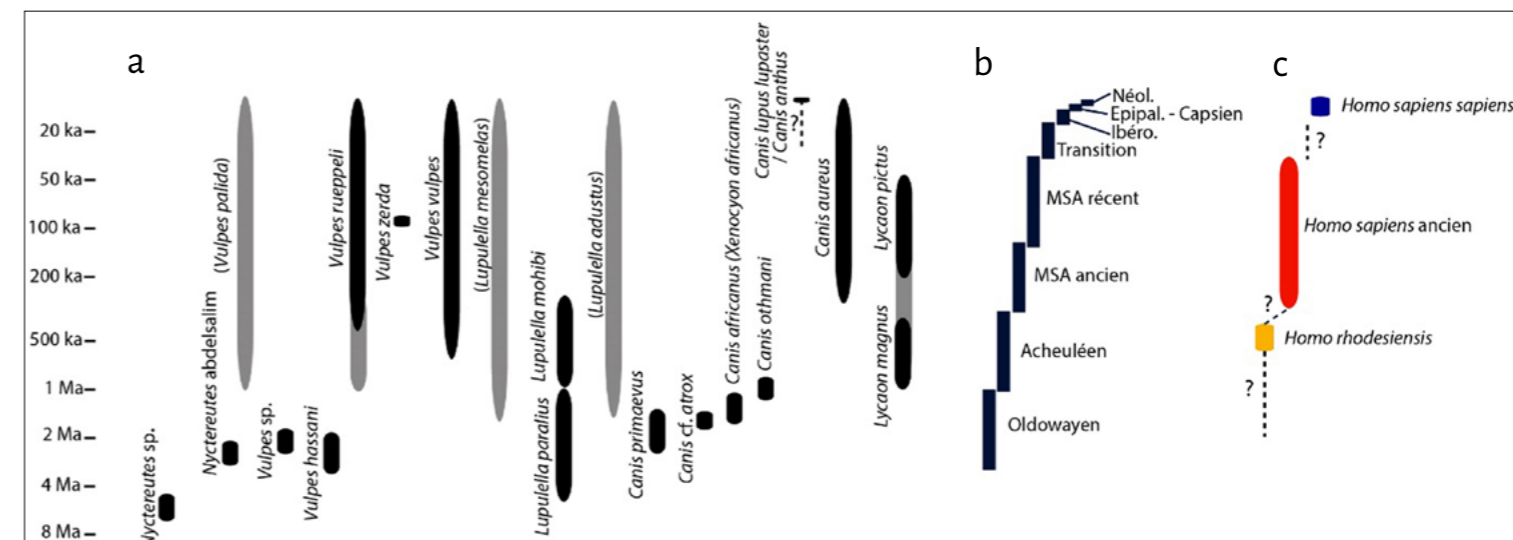 a
b
c
20 ka
50 ka
100 ka
200 ka
500 ka
1 Ma
2 Ma
4 Ma
8 Ma
Nyctereutes sp.
Nyctereutes abdelsalim
(Vulpes palida)
Vulpes sp.
Vulpes hassani
Vulpes rueppeli
Vulpes zerda
Vulpes vulpes
(Lupulella mesomelas)
Lupulella mohibi
Lupulella paralius
(Lupulella adustus)
Canis primaevus
Canis cf. atrox
Canis africanus (Xenocyon africanus)
Canis othmani
Canis lupus lupaster
/ Canis anthus
?
Canis aureus
Lycaon pictus
Lycaon magnus
Néol.
Epipal. - Capsien
Ibéro.
Transition
MSA récent
MSA ancien
Acheuléen
Oldowayen
Homo sapiens sapiens
?
Homo sapiens ancien
?
Homo rhodesiensis
?